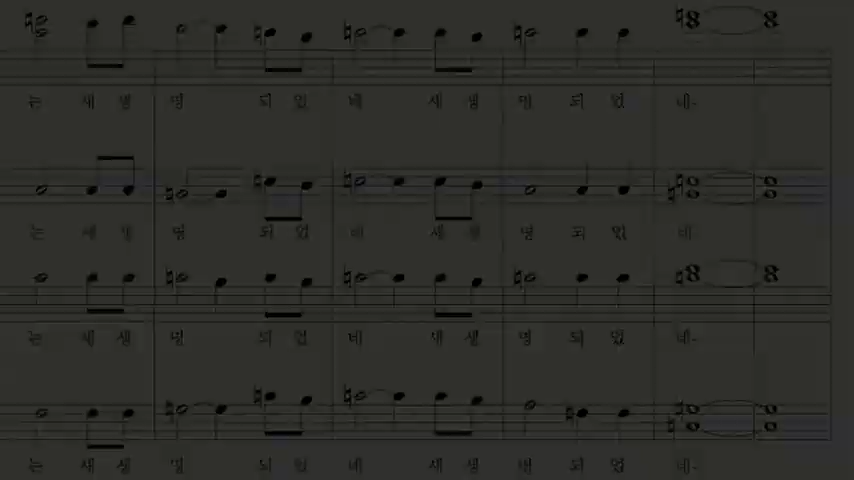 는 새 생 명 되 었 네 새 생 명 되 었 네.
는 새 생 명 되 었 네 새 생 명 되 었 네.
는 새 생 명 되 었 네 새 생 명 되 었 네.
는 새 생 명 되 었 네 새 생 명 되 었 네.